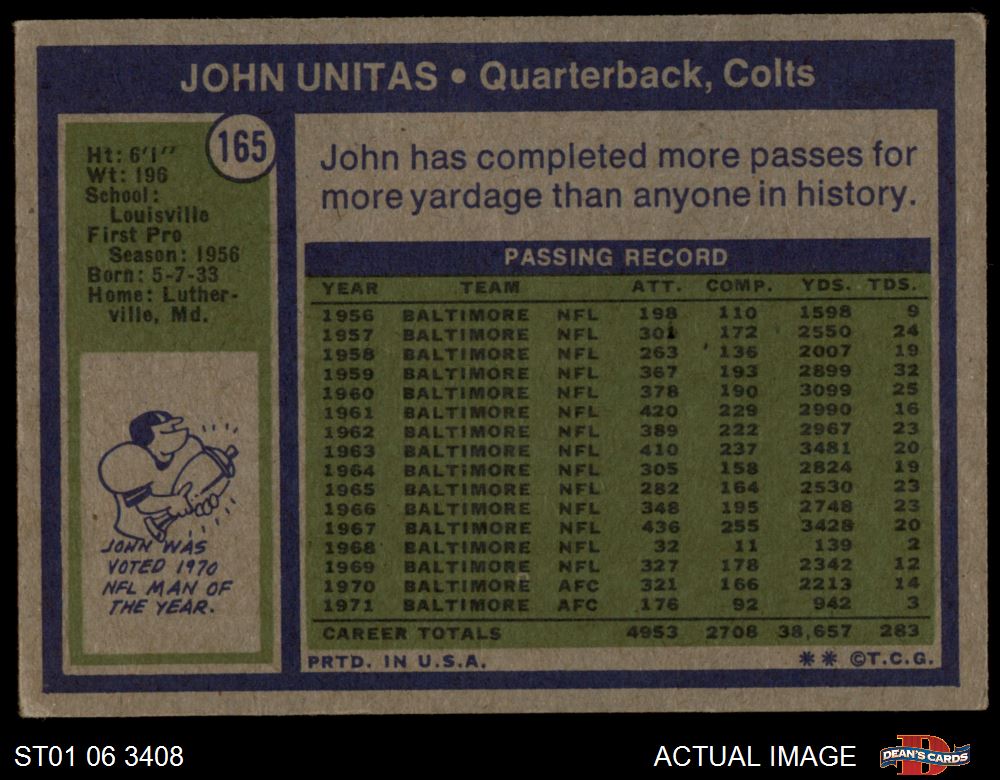 JOHN UNITAS • Quarterback, Colts
165
Ht: 6'1"
Wt: 196
School:
Louisville
First Pro
Season: 1956
Born: 5-7-33
Home: Luther-
ville, Md.
JOHN WAS
VOTED 1970
NFL MAN OF
THE YEAR.
John has completed more passes for
more yardage than anyone in history.
PASSING RECORD
YEAR TEAM ATT. COMP. YDS. TDS.
1956 BALTIMORE NFL 198 110 1598 9
1957 BALTIMORE NFL 301 172 2550 24
1958 BALTIMORE NFL 263 136 2007 19
1959 BALTIMORE NFL 367 193 2899 32
1960 BALTIMORE NFL 378 190 3099 25
1961 BALTIMORE NFL 420 229 2990 16
1962 BALTIMORE NFL 389 222 2967 23
1963 BALTIMORE NFL 410 237 3481 20
1964 BALTIMORE NFL 305 158 2824 19
1965 BALTIMORE NFL 282 164 2530 23
1966 BALTIMORE NFL 348 195 2748 23
1967 BALTIMORE NFL 436 255 3428 20
1968 BALTIMORE NFL 32 11 139 2
1969 BALTIMORE NFL 327 178 2342 12
1970 BALTIMORE AFC 321 166 2213 14
1971 BALTIMORE AFC 176 92 942 3
CAREER TOTALS 4953 2708 38,657 283
PRTD. IN U.S.A. ** ©T.C.G.
ST01 06 3408
ACTUAL IMAGE
D
DEAN'S CARDS